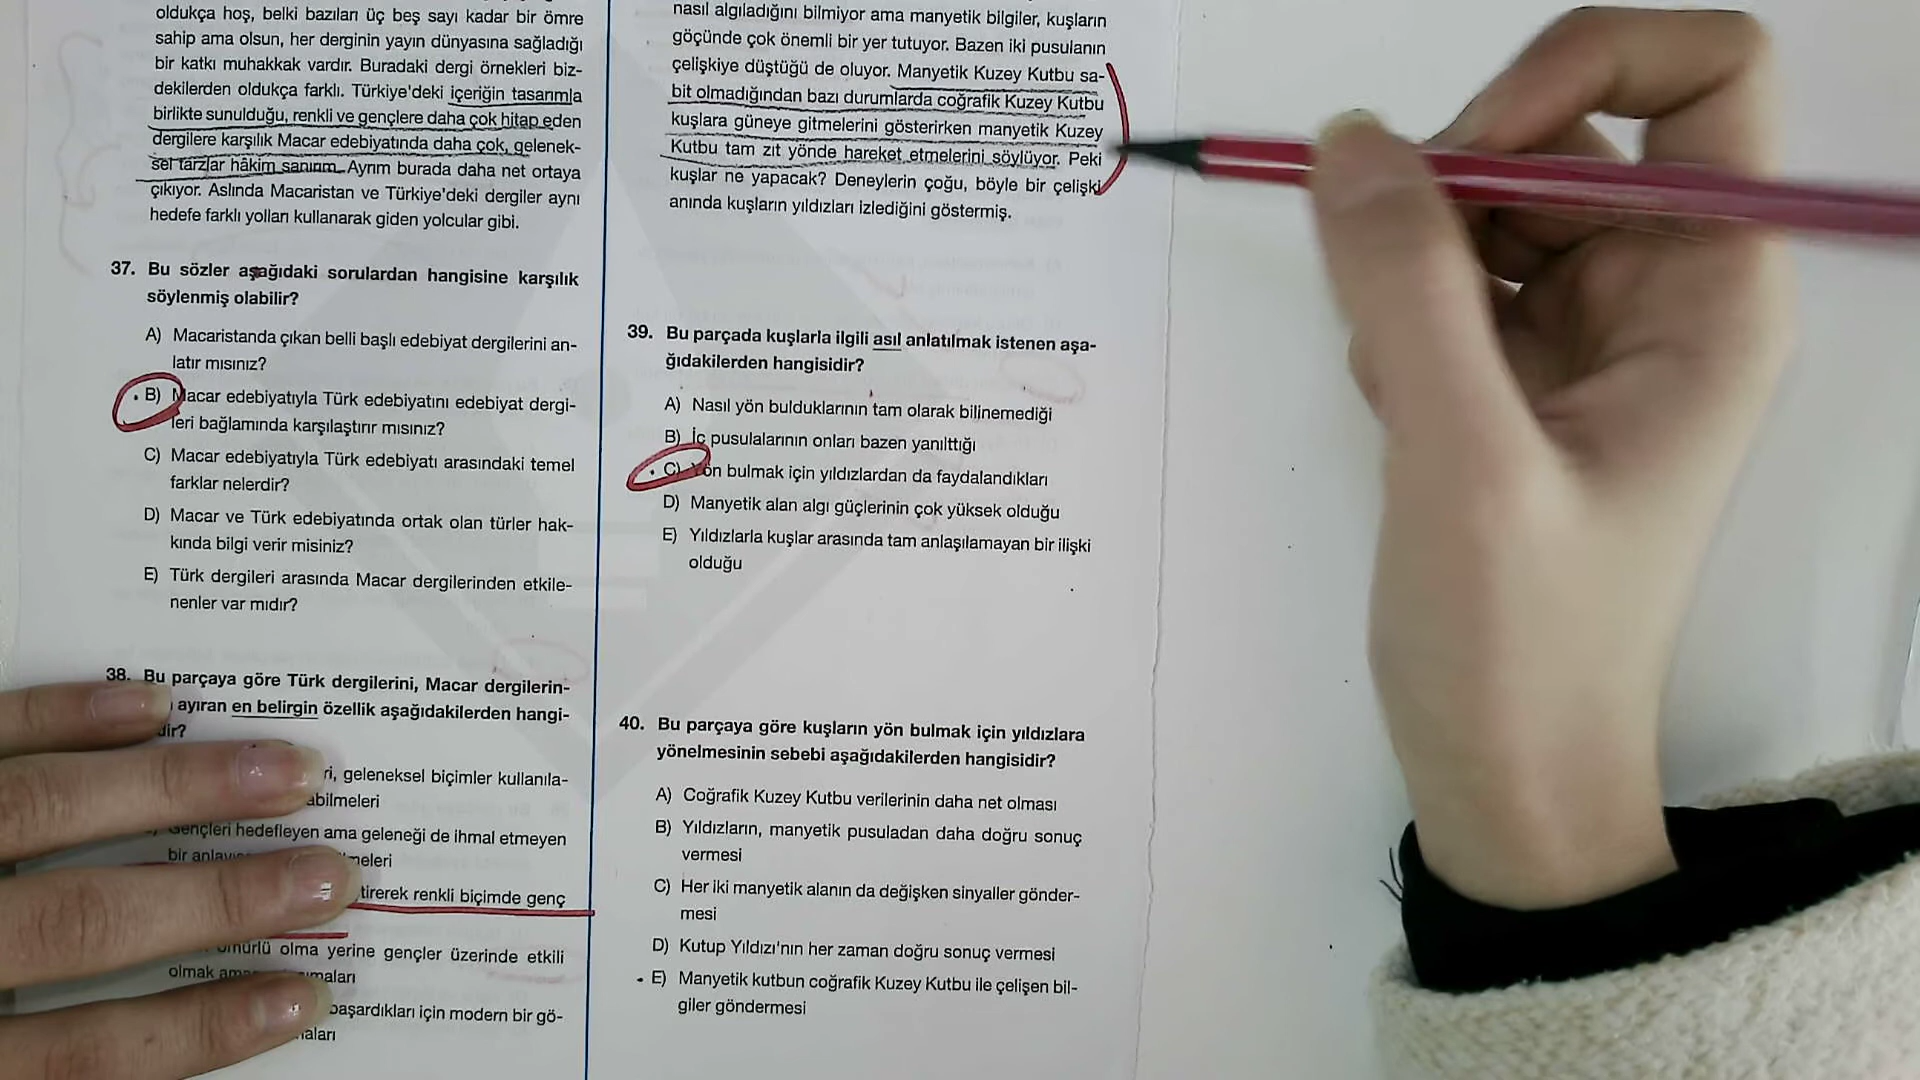 oldukça hoş, belki bazıları üç beş sayı kadar bir ömre
sahip ama olsun, her derginin yayın dünyasına sağladığı
bir katkı muhakkak vardır. Buradaki dergi örnekleri biz-
dekilerden oldukça farklı. Türkiye'deki içeriğin tasarımla
birlikte sunulduğu, renkli ve gençlere daha çok hitap eden
dergilere karşılık Macar edebiyatında daha çok, gelenek-
sel tarzlar hâkim sanırım. Ayrım burada daha net ortaya
çıkıyor. Aslında Macaristan ve Türkiye'deki dergiler aynı
hedefe farklı yolları kullanarak giden yolcular gibi.
37. Bu sözler aşağıdaki sorulardan hangisine karşılık
söylenmiş olabilir?
A) Macaristanda çıkan belli başlı edebiyat dergilerini an-
latır mısınız?
B) Macar edebiyatıyla Türk edebiyatını edebiyat dergi-
leri bağlamında karşılaştırır mısınız?
C) Macar edebiyatıyla Türk edebiyatı arasındaki temel
farklar nelerdir?
D) Macar ve Türk edebiyatında ortak olan türler hak-
kında bilgi verir misiniz?
E) Türk dergileri arasında Macar dergilerinden etkile-
nenler var mıdır?
38. Bu parçaya göre Türk dergilerini, Macar dergilerin-
ayıran en belirgin özellik aşağıdakilerden hangi-
geleneksel biçimler kullanıla-
Gençleri hedefleyen ama geleneği de ihmal etmeyen
bir
renkli biçimde genç
olma yerine gençler üzerinde etkili
olmak
başardıkları için modern bir gö-
nasıl algıladığını bilmiyor ama manyetik bilgiler, kuşların
göçünde çok önemli bir yer tutuyor. Bazen iki pusulanın
çelişkiye düştüğü de oluyor. Manyetik Kuzey Kutbu sa-
bit olmadığından bazı durumlarda coğrafik Kuzey Kutbu
kuşlara güneye gitmelerini gösterirken manyetik Kuzey
Kutbu tam zıt yönde hareket etmelerini söylüyor. Peki
kuşlar ne yapacak? Deneylerin çoğu, böyle bir çelişki
anında kuşların yıldızları izlediğini göstermiş.
39. Bu parçada kuşlarla ilgili asıl anlatılmak istenen aşa-
ğıdakilerden hangisidir?
A) Nasıl yön bulduklarının tam olarak bilinemediği
B) İç pusulalarının onları bazen yanılttığı
C) Yön bulmak için yıldızlardan da faydalandıkları
D) Manyetik alan algı güçlerinin çok yüksek olduğu
E) Yıldızlarla kuşlar arasında tam anlaşılamayan bir ilişki
olduğu
40. Bu parçaya göre kuşların yön bulmak için yıldızlara
yönelmesinin sebebi aşağıdakilerden hangisidir?
A) Coğrafik Kuzey Kutbu verilerinin daha net olması
B) Yıldızların, manyetik pusuladan daha doğru sonuç
vermesi
C) Her iki manyetik alanın da değişken sinyaller gönder-
mesi
D) Kutup Yıldızı'nın her zaman doğru sonuç vermesi
E) Manyetik kutbun coğrafik Kuzey Kutbu ile çelişen bil-
giler göndermesi